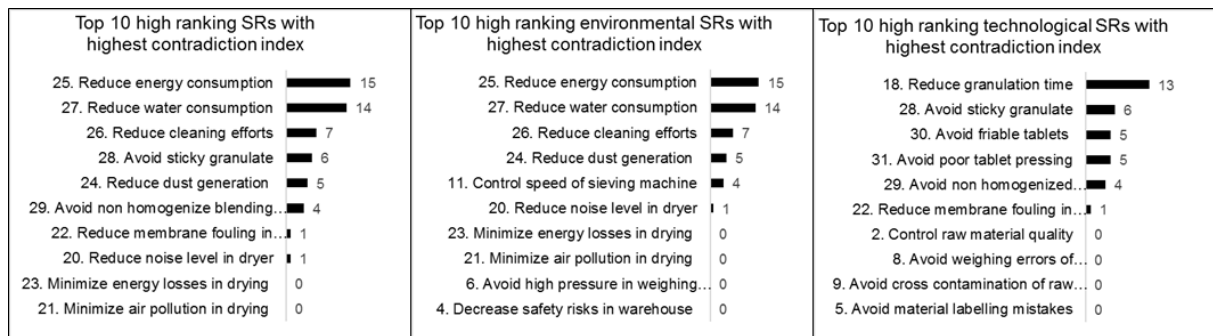 Top 10 high ranking SRs with
highest contradiction index
25. Reduce energy consumption 15
27. Reduce water consumption 14
26. Reduce cleaning efforts 7
28. Avoid sticky granulate 6
24. Reduce dust generation 5
29. Avoid non homogenize blending... 4
22. Reduce membrane fouling in... 1
20. Reduce noise level in dryer 1
23. Minimize energy losses in drying 0
21. Minimize air pollution in drying 0
Top 10 high ranking environmental SRs with
highest contradiction index
25. Reduce energy consumption 15
27. Reduce water consumption 14
26. Reduce cleaning efforts 7
24. Reduce dust generation 5
11. Control speed of sieving machine 4
20. Reduce noise level in dryer 1
23. Minimize energy losses in drying 0
21. Minimize air pollution in drying 0
6. Avoid high pressure in weighing... 0
4. Decrease safety risks in warehouse 0
Top 10 high ranking technological SRs with
highest contradiction index
18. Reduce granulation time 13
28. Avoid sticky granulate 6
30. Avoid friable tablets 5
31. Avoid poor tablet pressing 5
29. Avoid non homogenized... 4
22. Reduce membrane fouling in... 1
2. Control raw material quality 0
8. Avoid weighing errors of... 0
9. Avoid cross contamination of raw... 0
5. Avoid material labelling mistakes 0